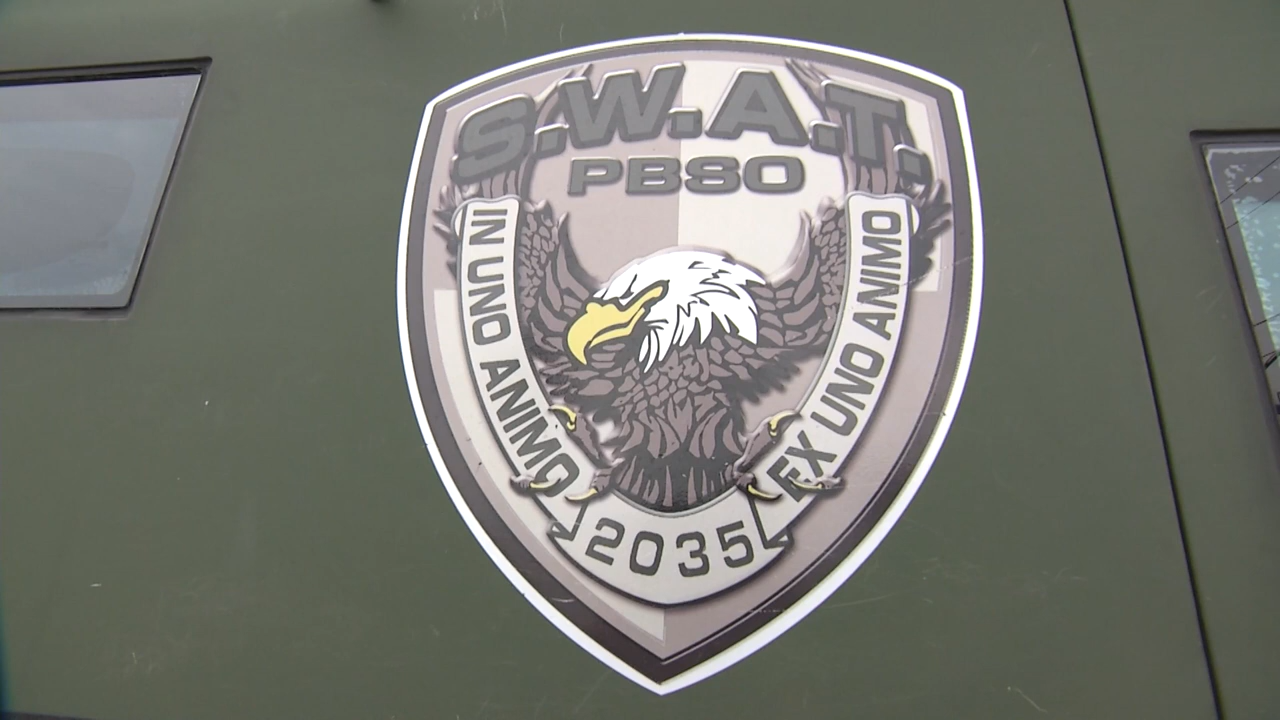 S.W.A.T.
PBSO
IN UNO ANIMO
EX UNO ANIMO
2035